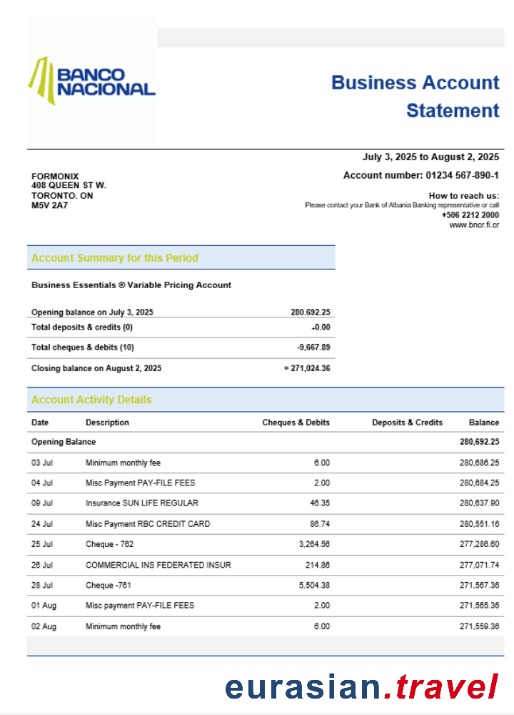 BANCO
NACIONAL
Business Account
Statement
July 3, 2025 to August 2, 2025
FORMONIX
408 QUEEN ST W.
TORONTO. ON
M5V 2A7
Account number: 01234 567-890-1
How to reach us:
Please contact your Bank of Albania Banking representative or call
+506 2212 2000
www.bncr.fi.cr
Account Summary for this Period
Business Essentials ® Variable Pricing Account
Opening balance on July 3, 2025 280.692.25
Total deposits & credits (0) -0.00
Total cheques & debits (10) -9,667.89
Closing balance on August 2, 2025 = 271,024.36
Account Activity Details
Date Description Cheques & Debits Deposits & Credits Balance
Opening Balance 280,692.25
03 Jul Minimum monthly fee 6.00 280,686.25
04 Jul Misc Payment PAY-FILE FEES 2.00 280,684.25
09 Jul Insurance SUN LIFE REGULAR 46.35 280,637.90
24 Jul Misc Payment RBC CREDIT CARD 86.74 280,551.16
25 Jul Cheque - 762 3,264.56 277,286.60
26 Jul COMMERCIAL INS FEDERATED INSUR 214.86 277,071.74
28 Jul Cheque -761 5,504.38 271,567.36
01 Aug Misc payment PAY-FILE FEES 2.00 271,565.36
02 Aug Minimum monthly fee 6.00 271,559.36
eurasian.travel